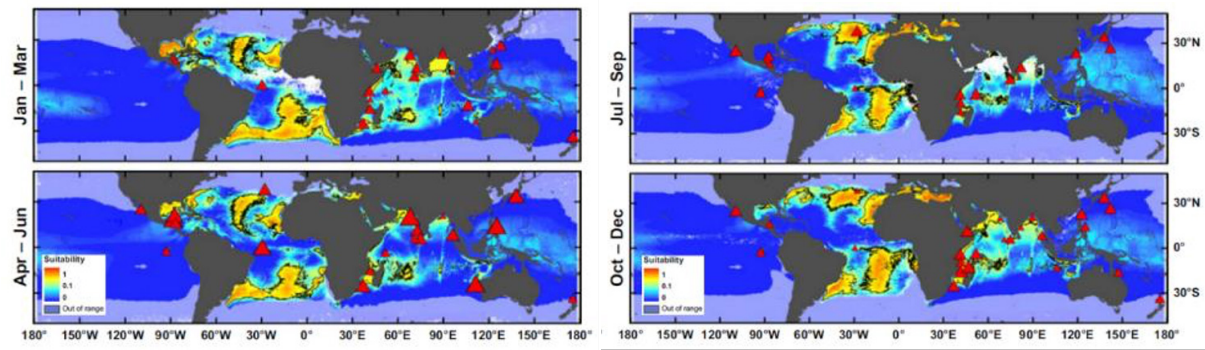 Jan – Mar
Apr – Jun
Suitability
1
0.1
0
Out of range
180°W 150°W 120°W 90°W 60°W 30°W 0° 30°E 60°E 90°E 120°E 150°E 180°E
Jul – Sep
30°N
0°
30°S
Oct – Dec
Suitability
1
0.1
0
Out of range
30°N
0°
30°S
180°W 150°W 120°W 90°W 60°W 30°W 0° 30°E 60°E 90°E 120°E 150°E 180°